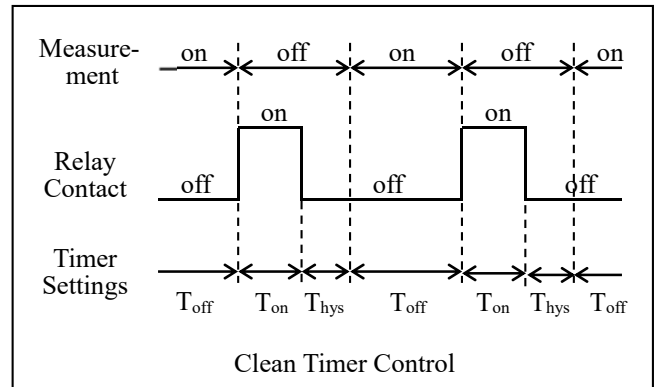 Measure-
ment
on off on off on
on on
Relay
Contact
off off off
Timer
Settings
Toff Ton Thys Toff Ton Thys Toff
Clean Timer Control